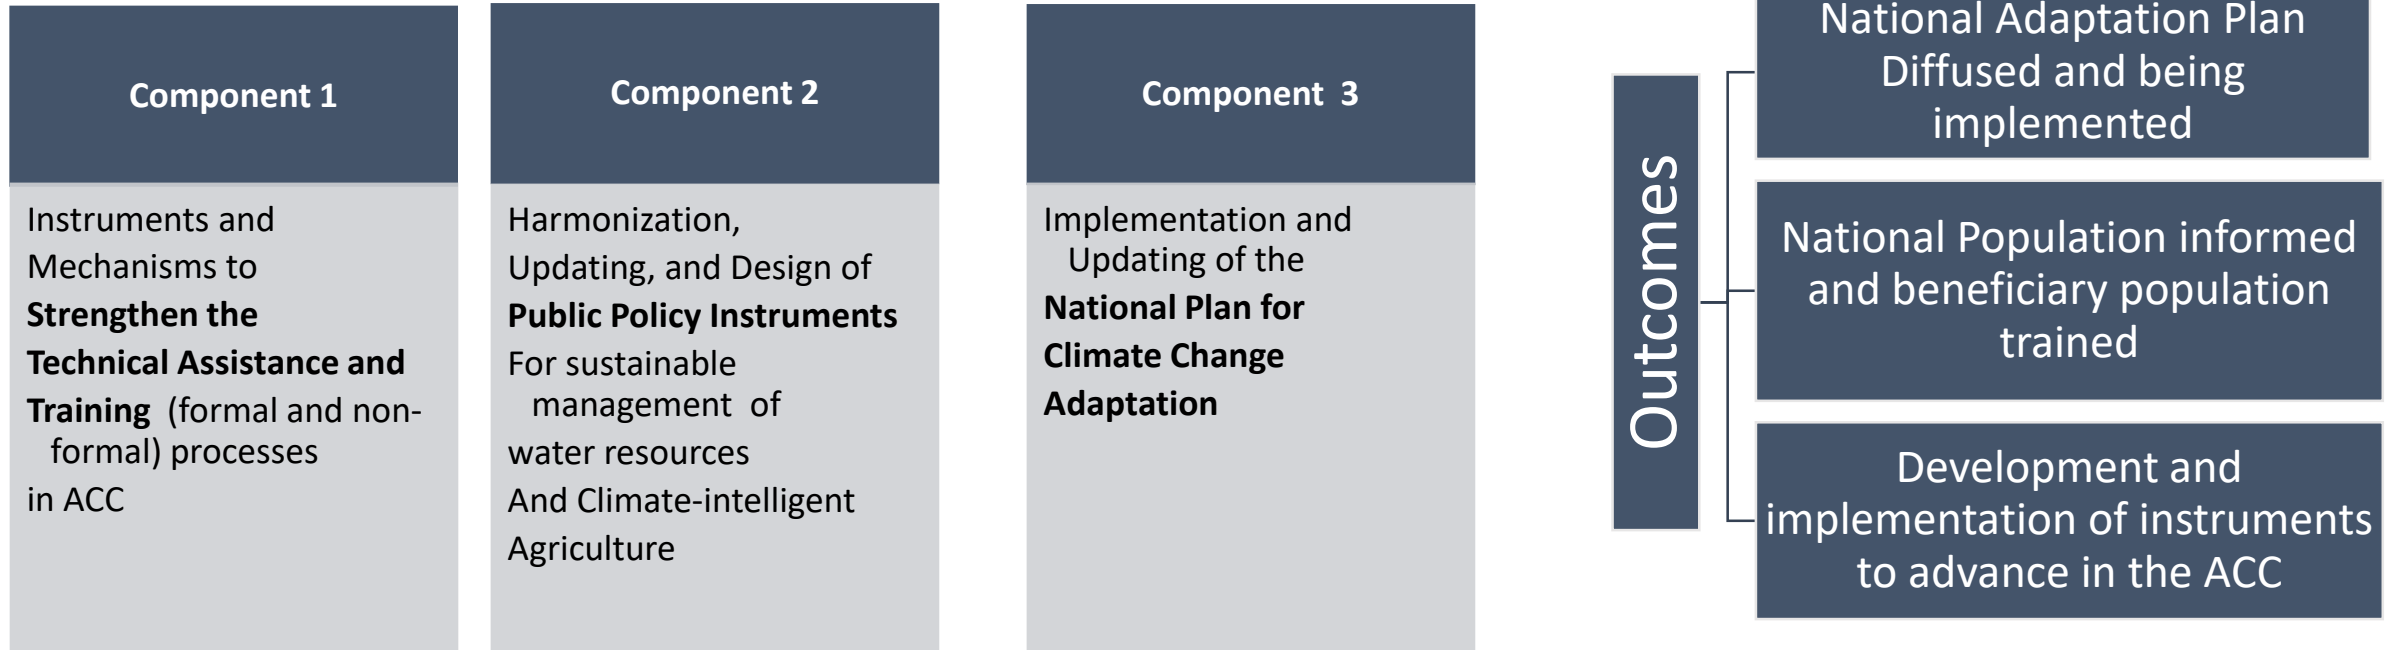 Component 1
Instruments and
Mechanisms to
Strengthen the
Technical Assistance and
Training (formal and non-
formal) processes
in ACC
Component 2
Harmonization,
Updating, and Design of
Public Policy Instruments
For sustainable
management of
water resources
And Climate-intelligent
Agriculture
Component 3
Implementation and
Updating of the
National Plan for
Climate Change
Adaptation
Outcomes
National Adaptation Plan
Diffused and being
implemented
National Population informed
and beneficiary population
trained
Development and
implementation of instruments
to advance in the ACC